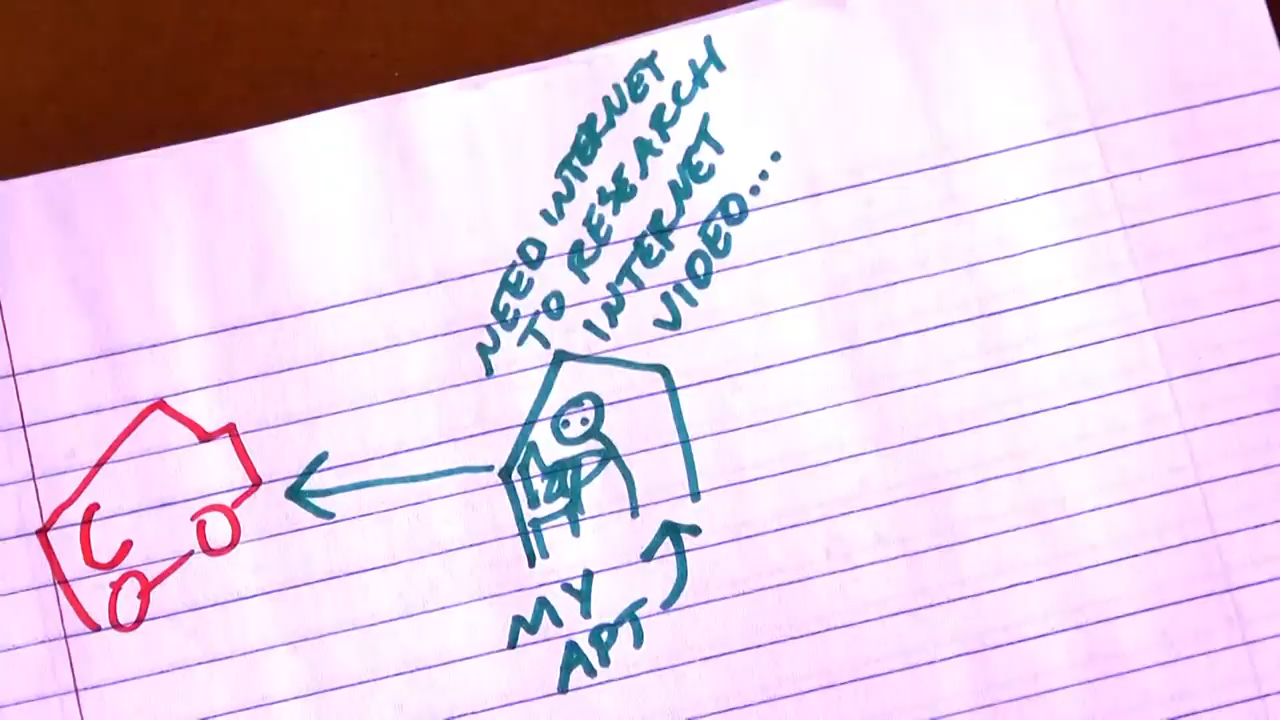 NEED INTERNET
TO RESEARCH
INTERNET
VIDEO...
MY
APT
C